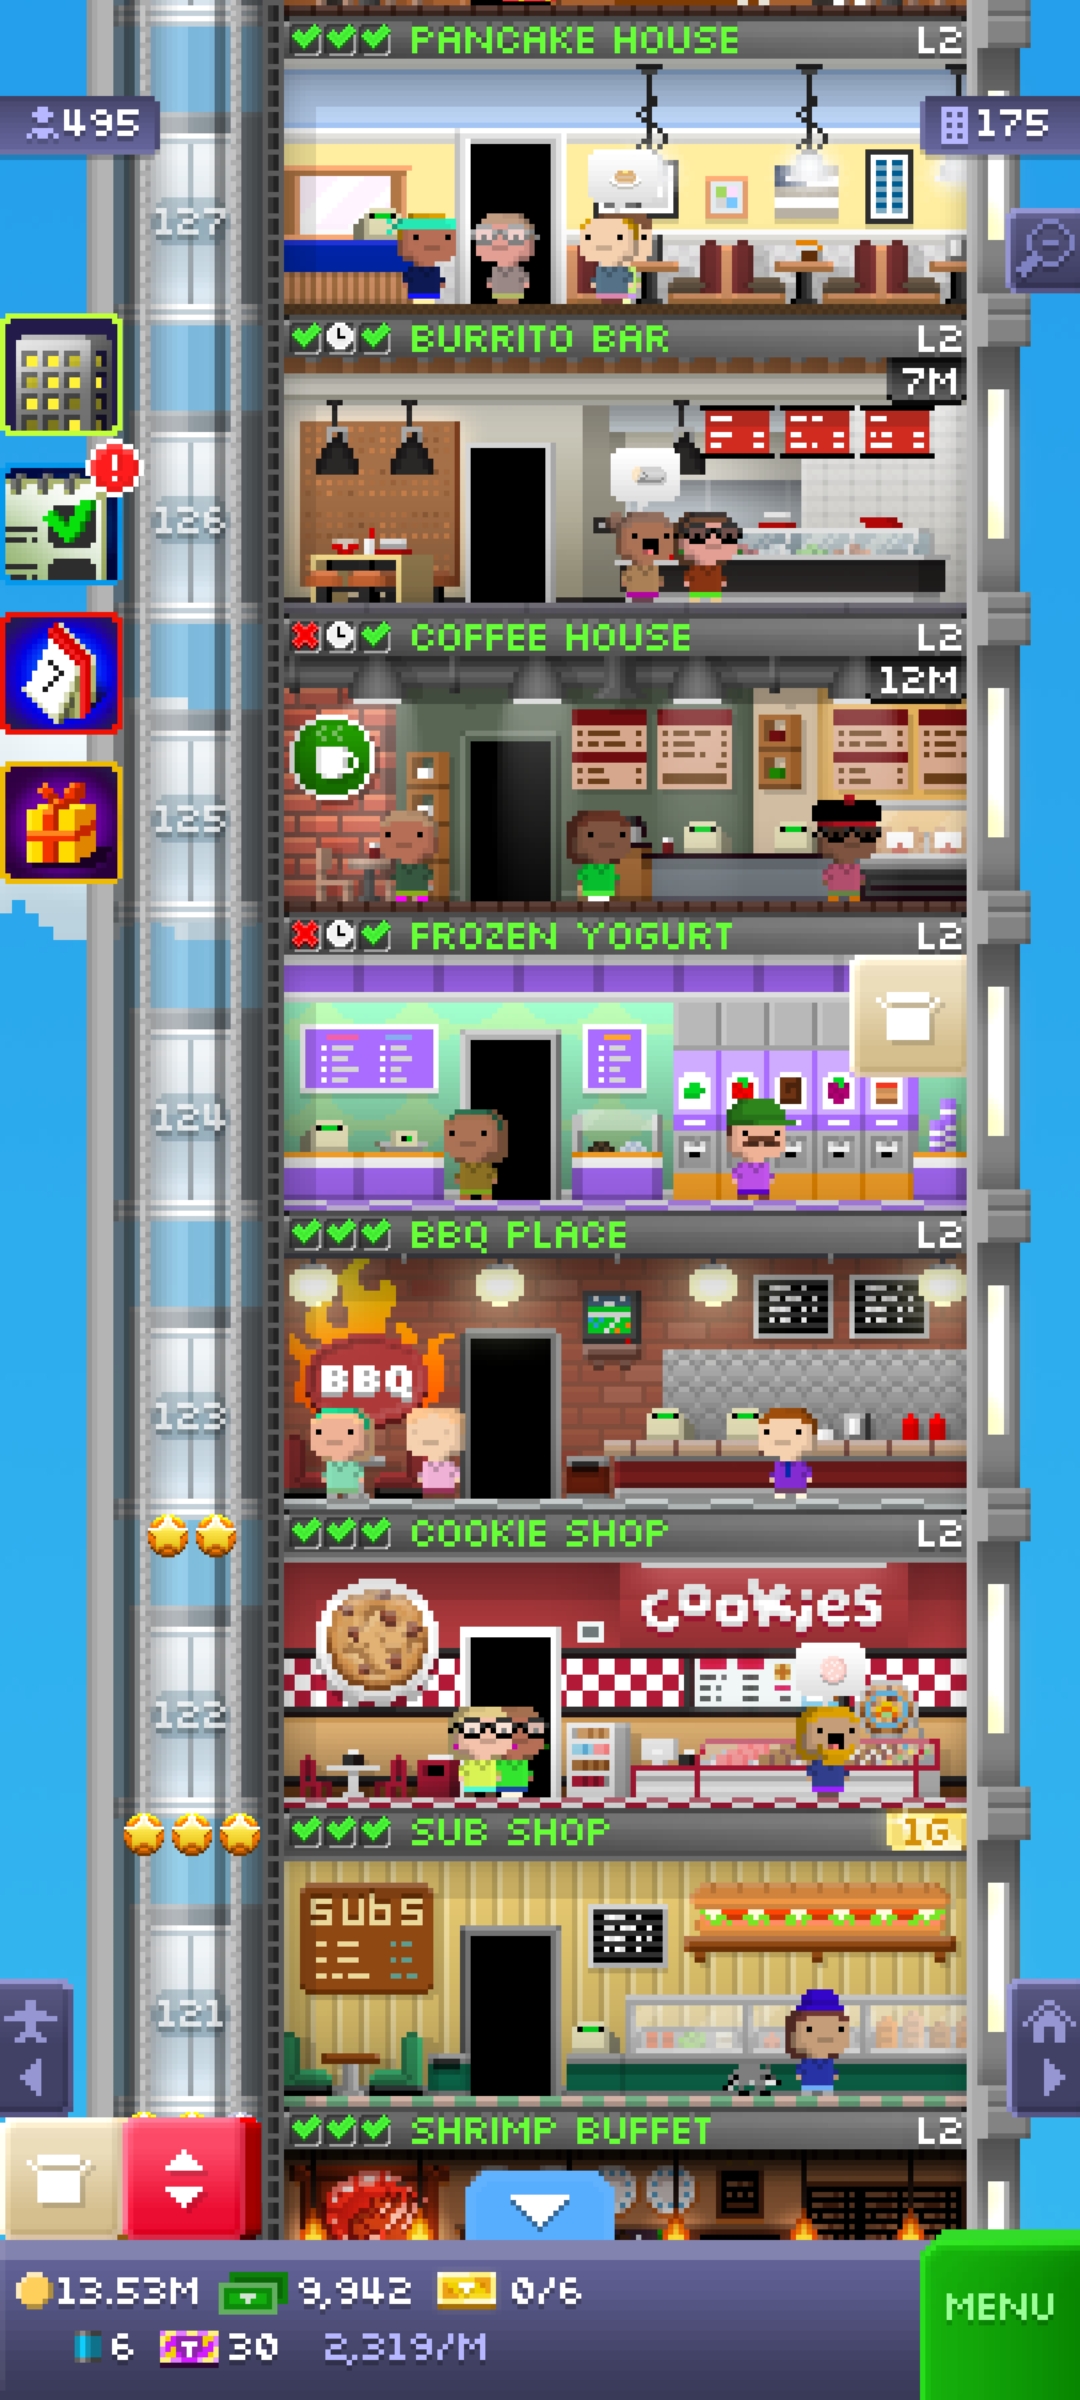 PANCAKE HOUSE L2
495
175
127
BURRITO BAR L2
7M
126
COFFEE HOUSE L2
12M
125
FROZEN YOGURT L2
124
BBQ PLACE L2
BBQ
123
COOKIE SHOP L2
cookies
122
SUB SHOP 1G
subs
121
SHRIMP BUFFET L2
13.53M 9,942 0/6
MENU
6 T 30 2,319/M